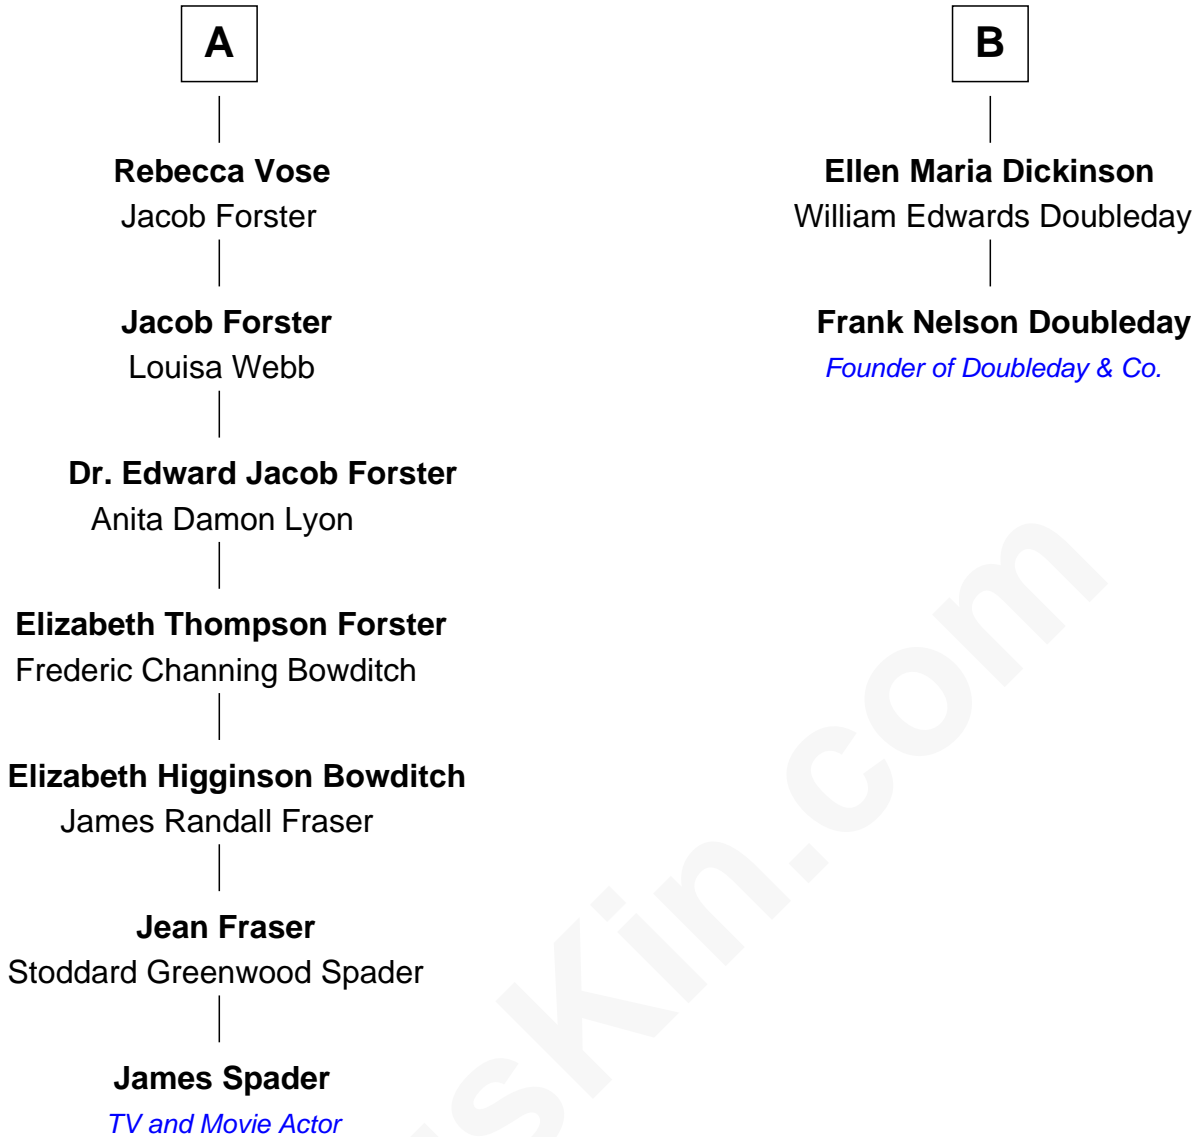 A
Rebecca Vose
Jacob Forster
Jacob Forster
Louisa Webb
Dr. Edward Jacob Forster
Anita Damon Lyon
Elizabeth Thompson Forster
Frederic Channing Bowditch
Elizabeth Higginson Bowditch
James Randall Fraser
Jean Fraser
Stoddard Greenwood Spader
James Spader
TV and Movie Actor
B
Ellen Maria Dickinson
William Edwards Doubleday
Frank Nelson Doubleday
Founder of Doubleday & Co.
sKin.com